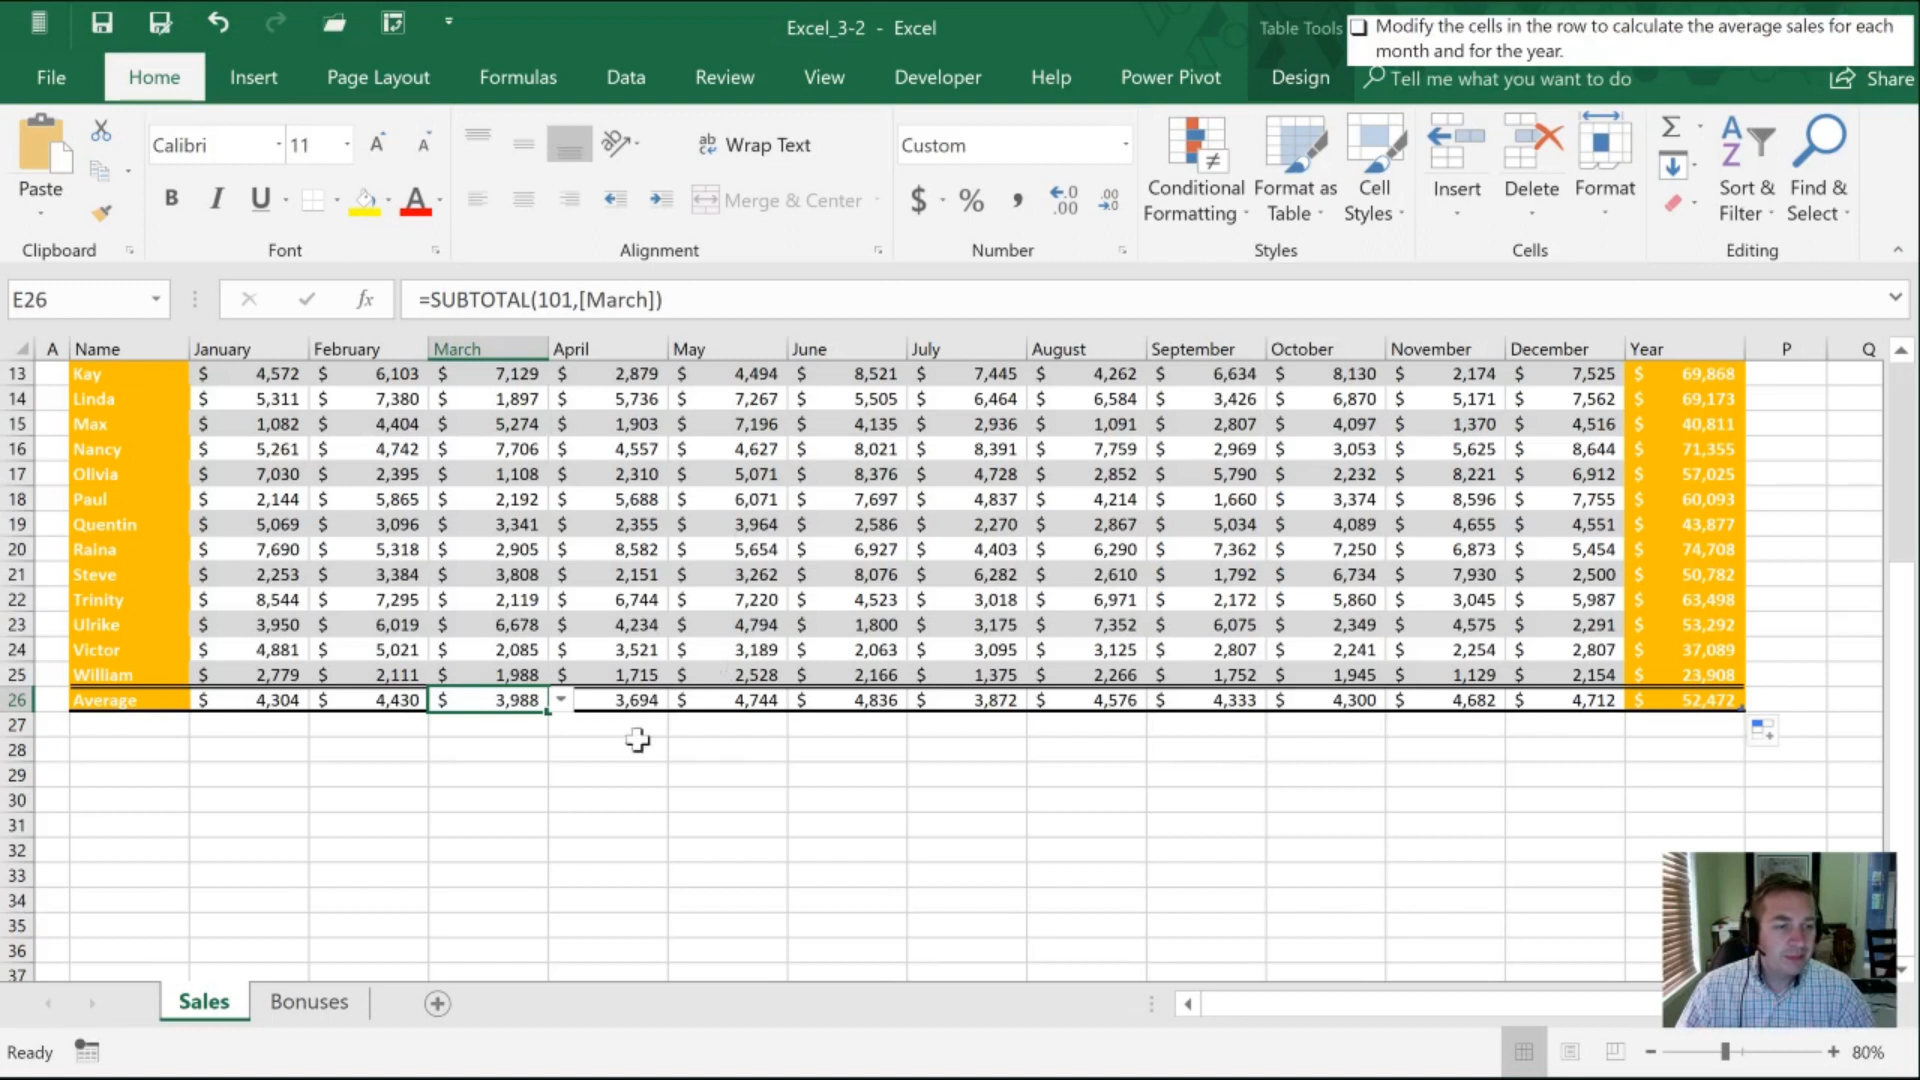 Excel_3-2 - Excel
Table Tools
Modify the cells in the row to calculate the average sales for each
month and for the year.
File Home Insert Page Layout Formulas Data Review View Developer Help Power Pivot Design Tell me what you want to do Share
Calibri 11 Wrap Text Custom
Paste B I U A Merge & Center $ % , Conditional Formatting Format as Table Cell Styles Insert Delete Format Sort & Filter Find & Select
Clipboard Font Alignment Number Styles Cells Editing
E26 fx =SUBTOTAL(101,[March])
A Name January February March April May June July August September October November December Year P Q
13 Kay $ 4,572 $ 6,103 $ 7,129 $ 2,879 $ 4,494 $ 8,521 $ 7,445 $ 4,262 $ 6,634 $ 8,130 $ 2,174 $ 7,525 $ 69,868
14 Linda $ 5,311 $ 7,380 $ 1,897 $ 5,736 $ 7,267 $ 5,505 $ 6,464 $ 6,584 $ 3,426 $ 6,870 $ 5,171 $ 7,562 $ 69,173
15 Max $ 1,082 $ 4,404 $ 5,274 $ 1,903 $ 7,196 $ 4,135 $ 2,936 $ 1,091 $ 2,807 $ 4,097 $ 1,370 $ 4,516 $ 40,811
16 Nancy $ 5,261 $ 4,742 $ 7,706 $ 4,557 $ 4,627 $ 8,021 $ 8,391 $ 7,759 $ 2,969 $ 3,053 $ 5,625 $ 8,644 $ 71,355
17 Olivia $ 7,030 $ 2,395 $ 1,108 $ 2,310 $ 5,071 $ 8,376 $ 4,728 $ 2,852 $ 5,790 $ 2,232 $ 8,221 $ 6,912 $ 57,025
18 Paul $ 2,144 $ 5,865 $ 2,192 $ 5,688 $ 6,071 $ 7,697 $ 4,837 $ 4,214 $ 1,660 $ 3,374 $ 8,596 $ 7,755 $ 60,093
19 Quentin $ 5,069 $ 3,096 $ 3,341 $ 2,355 $ 3,964 $ 2,586 $ 2,270 $ 2,867 $ 5,034 $ 4,089 $ 4,655 $ 4,551 $ 43,877
20 Raina $ 7,690 $ 5,318 $ 2,905 $ 8,582 $ 5,654 $ 6,927 $ 4,403 $ 6,290 $ 7,362 $ 7,250 $ 6,873 $ 5,454 $ 74,708
21 Steve $ 2,253 $ 3,384 $ 3,808 $ 2,151 $ 3,262 $ 8,076 $ 6,282 $ 2,610 $ 1,792 $ 6,734 $ 7,930 $ 2,500 $ 50,782
22 Trinity $ 8,544 $ 7,295 $ 2,119 $ 6,744 $ 7,220 $ 4,523 $ 3,018 $ 6,971 $ 2,172 $ 5,860 $ 3,045 $ 5,987 $ 63,498
23 Ulrike $ 3,950 $ 6,019 $ 6,678 $ 4,234 $ 4,794 $ 1,800 $ 3,175 $ 7,352 $ 6,075 $ 2,349 $ 4,575 $ 2,291 $ 53,292
24 Victor $ 4,881 $ 5,021 $ 2,085 $ 3,521 $ 3,189 $ 2,063 $ 3,095 $ 3,125 $ 2,807 $ 2,241 $ 2,254 $ 2,807 $ 37,089
25 William $ 2,779 $ 2,111 $ 1,988 $ 1,715 $ 2,528 $ 2,166 $ 1,375 $ 2,266 $ 1,752 $ 1,945 $ 1,129 $ 2,154 $ 23,908
26 Average $ 4,304 $ 4,430 $ 3,988 3,694 $ 4,744 $ 4,836 $ 3,872 $ 4,576 $ 4,333 $ 4,300 $ 4,682 $ 4,712 $ 52,472
27
28
29
30
31
32
33
34
35
36
37
Sales Bonuses
Ready 80%